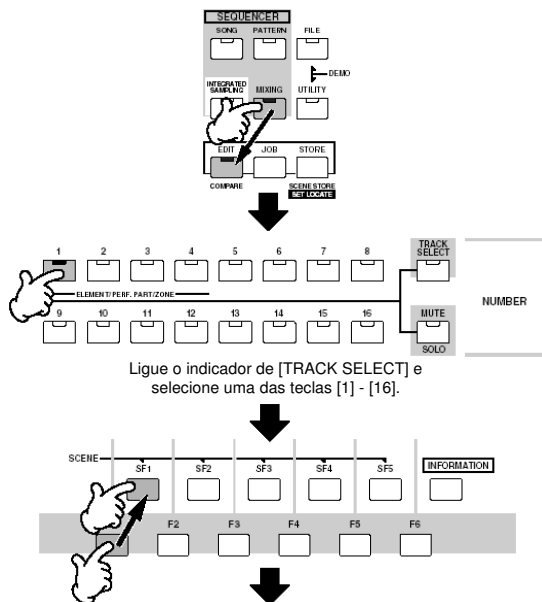 SEQUENCER
SONG PATTERN FILE
DEMO
INTEGRATED SAMPLING MIXING UTILITY
EDIT JOB STORE
COMPARE SCENE STORE
SET LOCATE
1 2 3 4 5 6 7 8 TRACK SELECT
ELEMENT/PERF. PART/ZONE
NUMBER
9 10 11 12 13 14 15 16 MUTE
SOLO
Ligue o indicador de [TRACK SELECT] e
selecione uma das teclas [1] - [16].
SCENE
SF1 SF2 SF3 SF4 SF5 INFORMATION
F2 F3 F4 F5 F6